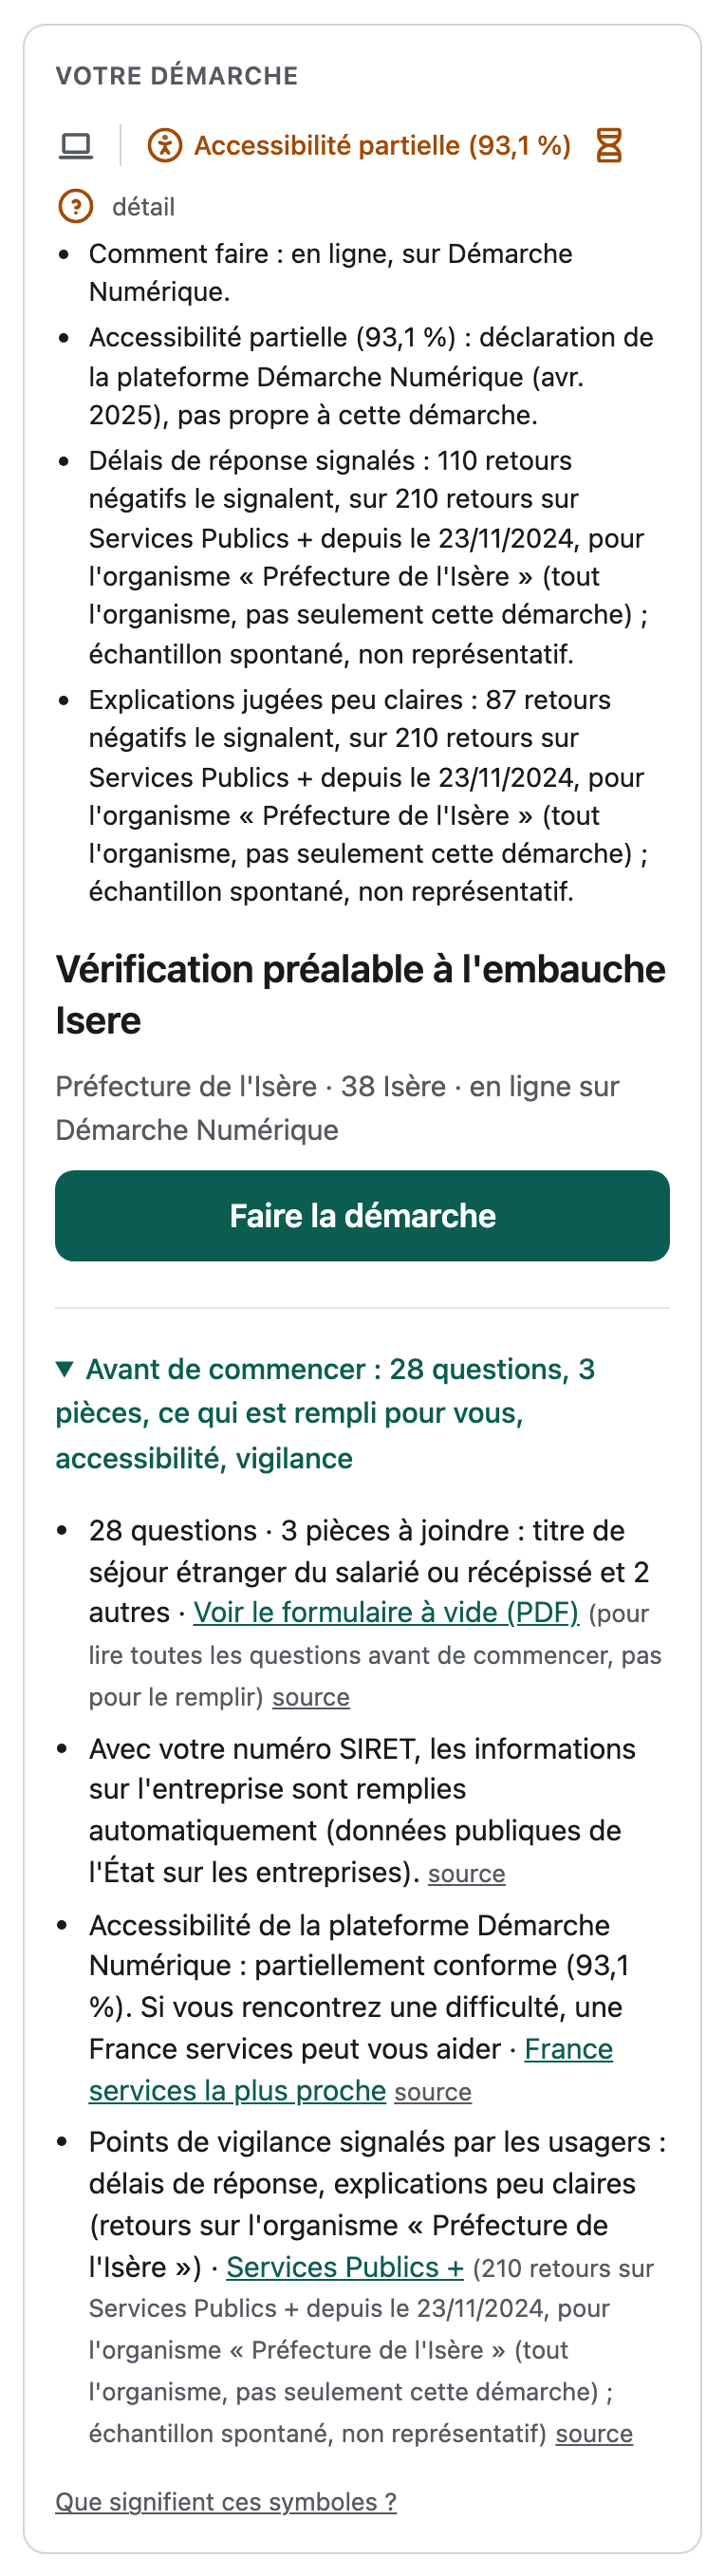 VOTRE DÉMARCHE
Accessibilité partielle (93,1 %)
? détail
• Comment faire : en ligne, sur Démarche
Numérique.
• Accessibilité partielle (93,1 %) : déclaration de
la plateforme Démarche Numérique (avr.
2025), pas propre à cette démarche.
• Délais de réponse signalés : 110 retours
négatifs le signalent, sur 210 retours sur
Services Publics + depuis le 23/11/2024, pour
l'organisme « Préfecture de l'Isère » (tout
l'organisme, pas seulement cette démarche) ;
échantillon spontané, non représentatif.
• Explications jugées peu claires : 87 retours
négatifs le signalent, sur 210 retours sur
Services Publics + depuis le 23/11/2024, pour
l'organisme « Préfecture de l'Isère » (tout
l'organisme, pas seulement cette démarche) ;
échantillon spontané, non représentatif.
Vérification préalable à l'embauche
Isere
Préfecture de l'Isère · 38 Isère · en ligne sur
Démarche Numérique
Faire la démarche
▼ Avant de commencer : 28 questions, 3
pièces, ce qui est rempli pour vous,
accessibilité, vigilance
• 28 questions · 3 pièces à joindre : titre de
séjour étranger du salarié ou récépissé et 2
autres · Voir le formulaire à vide (PDF) (pour
lire toutes les questions avant de commencer, pas
pour le remplir) source
• Avec votre numéro SIRET, les informations
sur l'entreprise sont remplies
automatiquement (données publiques de
l'État sur les entreprises). source
• Accessibilité de la plateforme Démarche
Numérique : partiellement conforme (93,1
%). Si vous rencontrez une difficulté, une
France services peut vous aider · France
services la plus proche source
• Points de vigilance signalés par les usagers :
délais de réponse, explications peu claires
(retours sur l'organisme « Préfecture de
l'Isère ») · Services Publics + (210 retours sur
Services Publics + depuis le 23/11/2024, pour
l'organisme « Préfecture de l'Isère » (tout
l'organisme, pas seulement cette démarche) ;
échantillon spontané, non représentatif) source
Que signifient ces symboles ?